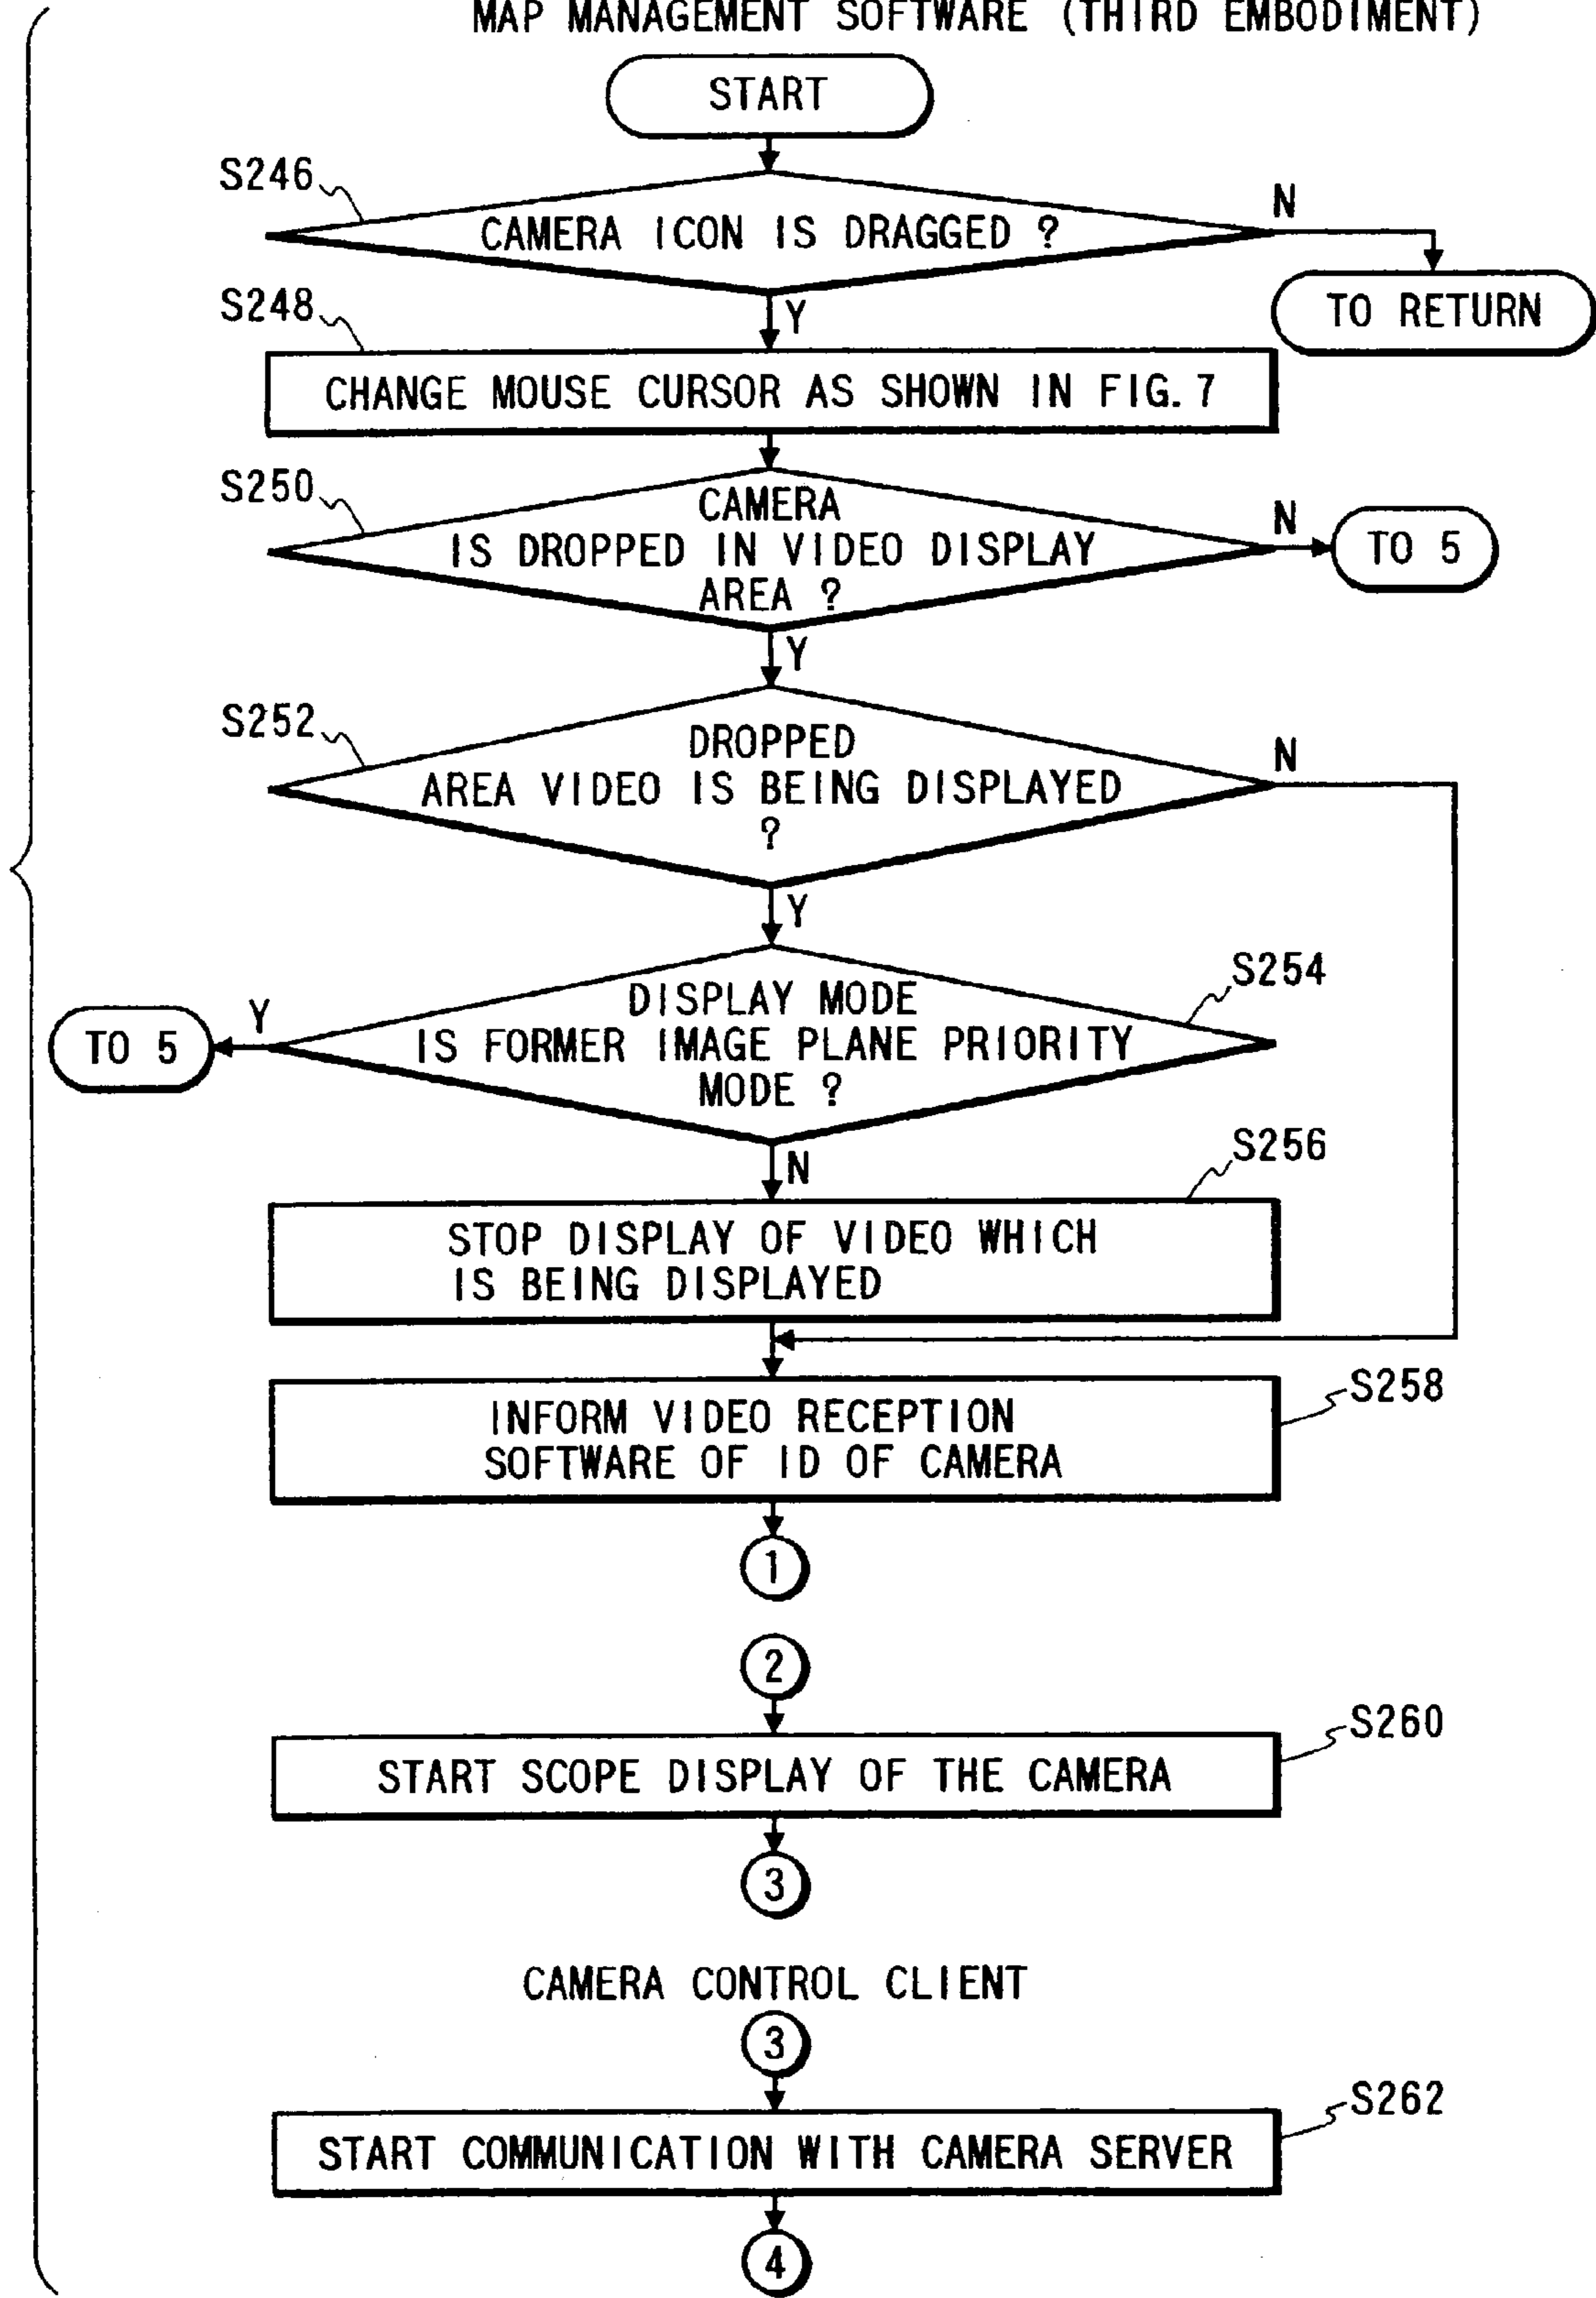 MAP MANAGEMENT SOFTWARE (THIRD EMBODIMENT)
START
S246
CAMERA ICON IS DRAGGED ?
N
TO RETURN
Y
S248
CHANGE MOUSE CURSOR AS SHOWN IN FIG. 7
S250
CAMERA
IS DROPPED IN VIDEO DISPLAY
AREA ?
N
TO 5
Y
S252
DROPPED
AREA VIDEO IS BEING DISPLAYED
?
N
Y
S254
DISPLAY MODE
IS FORMER IMAGE PLANE PRIORITY
MODE ?
Y
TO 5
N
S256
STOP DISPLAY OF VIDEO WHICH
IS BEING DISPLAYED
S258
INFORM VIDEO RECEPTION
SOFTWARE OF ID OF CAMERA
1
2
S260
START SCOPE DISPLAY OF THE CAMERA
3
CAMERA CONTROL CLIENT
3
S262
START COMMUNICATION WITH CAMERA SERVER
4